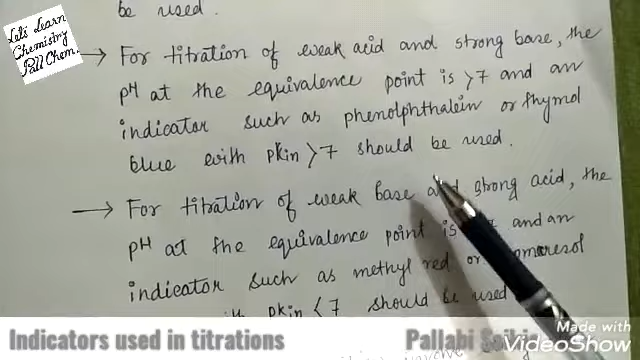 be used.
Let's Learn
Chemistry
Pall Chem.
→ For titration of weak acid and strong base, the
pH at the equivalence point is >7 and an
indicator such as phenolphthalein or thymol
blue with pKin >7 should be used.
→ For titration of weak base and strong acid, the
pH at the equivalence point is and an
indicator such as methyl red or
pKin <7 should be used
Indicators used in titrations
Pallabi
Made with
VideoShow